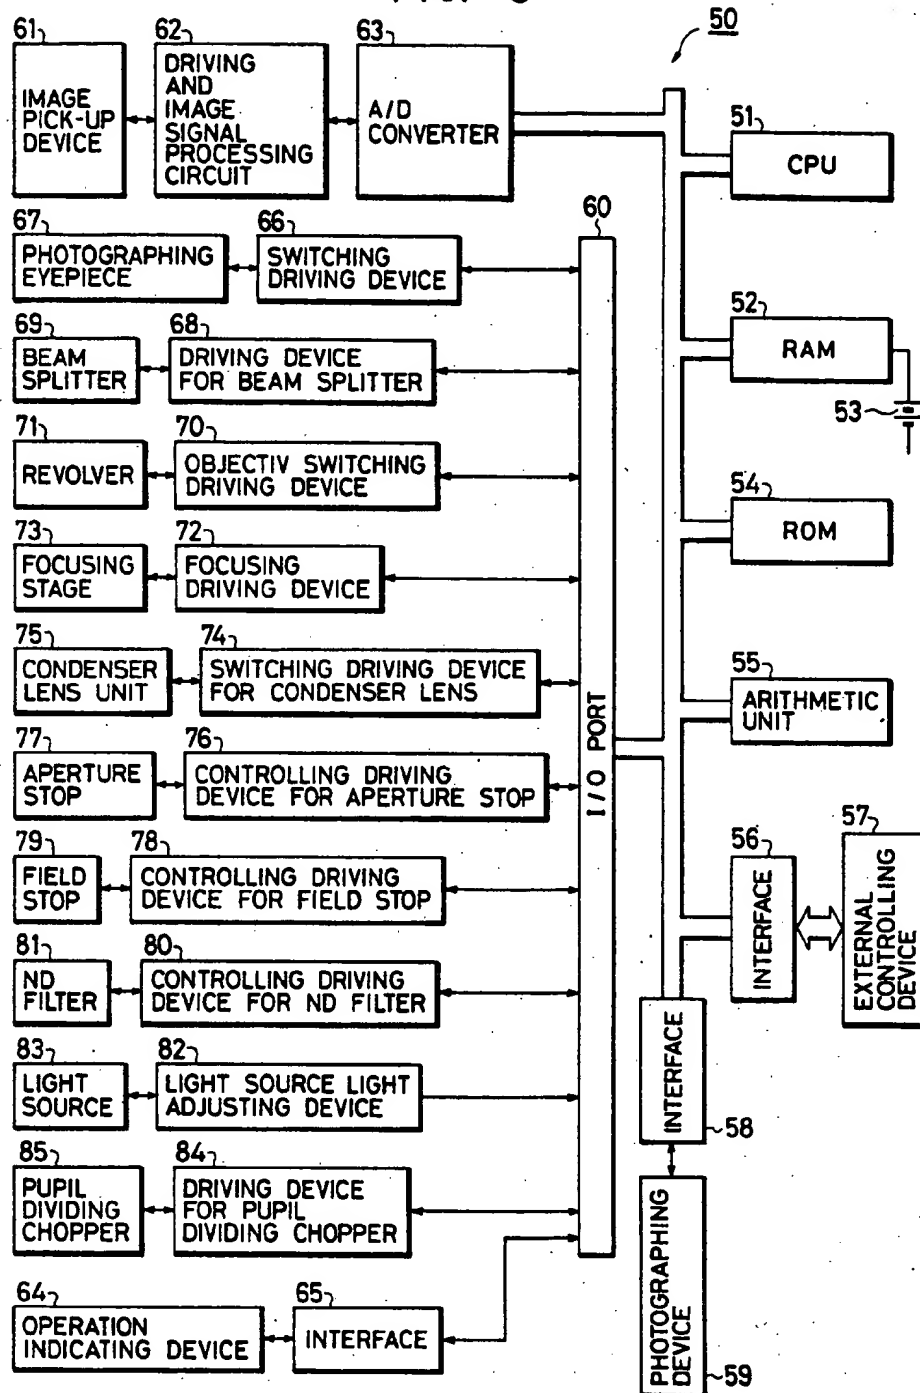 50
61
IMAGE
PICK-UP
DEVICE
62
DRIVING
AND
IMAGE
SIGNAL
PROCESSING
CIRCUIT
63
A/D
CONVERTER
51
CPU
67
PHOTOGRAPHING
EYEPIECE
66
SWITCHING
DRIVING DEVICE
60
I/O PORT
69
BEAM
SPLITTER
68
DRIVING DEVICE
FOR BEAM SPLITTER
52
RAM
53
71
REVOLVER
70
OBJECTIV SWITCHING
DRIVING DEVICE
54
ROM
73
FOCUSING
STAGE
72
FOCUSING
DRIVING DEVICE
75
CONDENSER
LENS UNIT
74
SWITCHING DRIVING DEVICE
FOR CONDENSER LENS
55
ARITHMETIC
UNIT
77
APERTURE
STOP
76
CONTROLLING DRIVING
DEVICE FOR APERTURE STOP
79
FIELD
STOP
78
CONTROLLING DRIVING
DEVICE FOR FIELD STOP
56
INTERFACE
57
EXTERNAL
CONTROLLING
DEVICE
81
ND
FILTER
80
CONTROLLING DRIVING
DEVICE FOR ND FILTER
83
LIGHT
SOURCE
82
LIGHT SOURCE LIGHT
ADJUSTING DEVICE
INTERFACE
58
85
PUPIL
DIVIDING
CHOPPER
84
DRIVING DEVICE
FOR PUPIL
DIVIDING CHOPPER
64
OPERATION
INDICATING DEVICE
65
INTERFACE
PHOTOGRAPHING
DEVICE
59